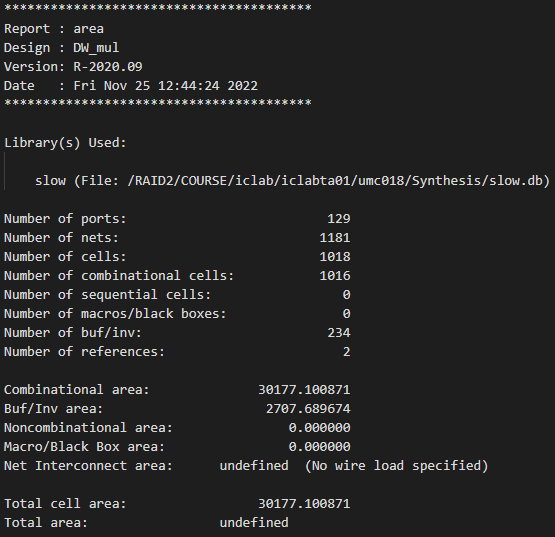 ****************************************
Report : area
Design : DW_mul
Version: R-2020.09
Date   : Fri Nov 25 12:44:24 2022
****************************************
Library(s) Used:
slow (File: /RAID2/COURSE/iclab/iclabta01/umc018/Synthesis/slow.db)
Number of ports: 129
Number of nets: 1181
Number of cells: 1018
Number of combinational cells: 1016
Number of sequential cells: 0
Number of macros/black boxes: 0
Number of buf/inv: 234
Number of references: 2
Combinational area: 30177.100871
Buf/Inv area: 2707.689674
Noncombinational area: 0.000000
Macro/Black Box area: 0.000000
Net Interconnect area: undefined (No wire load specified)
Total cell area: 30177.100871
Total area: undefined